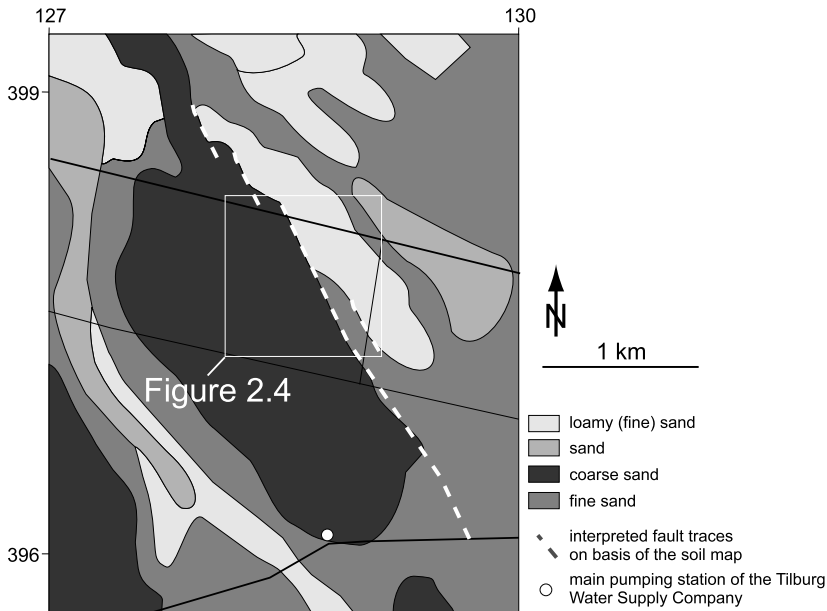 127
130
399
396
Figure 2.4
N
1 km
loamy (fine) sand
sand
coarse sand
fine sand
interpreted fault traces
on basis of the soil map
main pumping station of the Tilburg
Water Supply Company